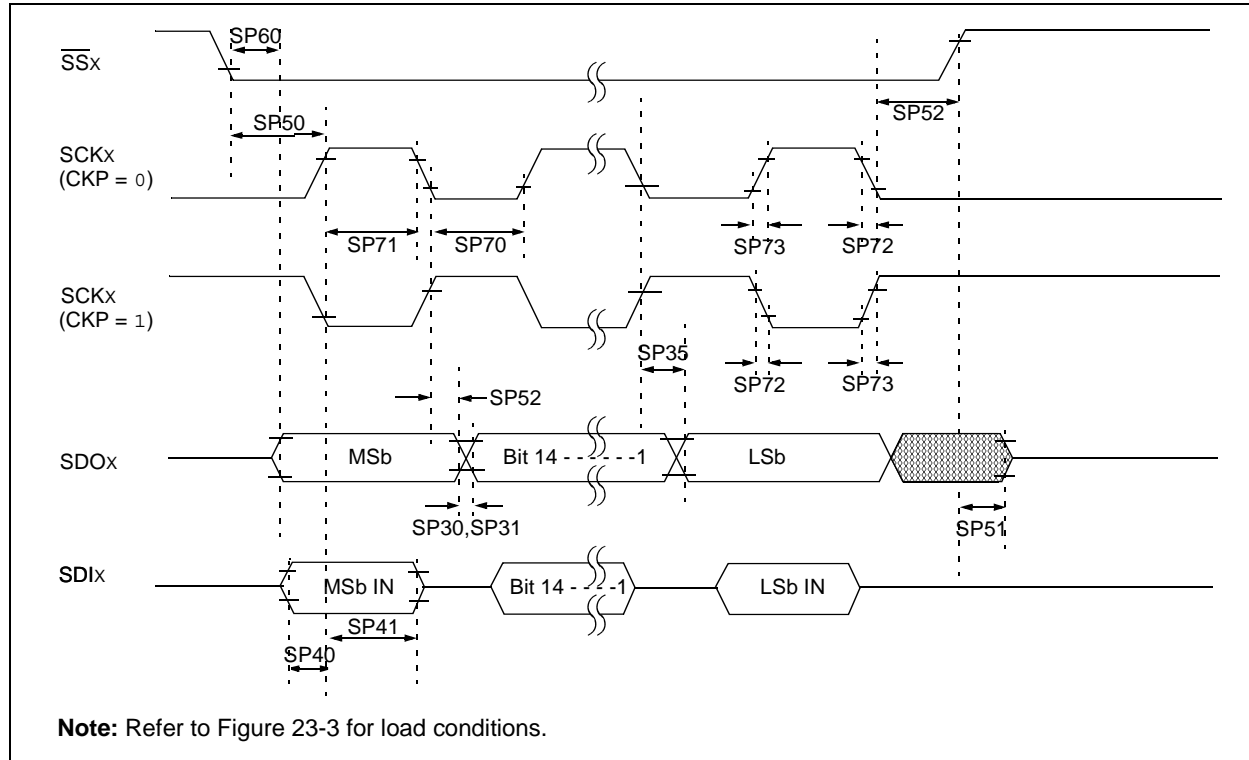 SP60
SSx
SP52
SP50
SCKx
(CKP = 0)
SP71
SP70
SP73
SP72
SCKx
(CKP = 1)
SP35
SP72
SP73
SP52
SDOx
MSb
Bit 14 - - - - - -1
LSb
SP30,SP31
SP51
SDIx
MSb IN
Bit 14 - - - -1
LSb IN
SP41
SP40
Note: Refer to Figure 23-3 for load conditions.